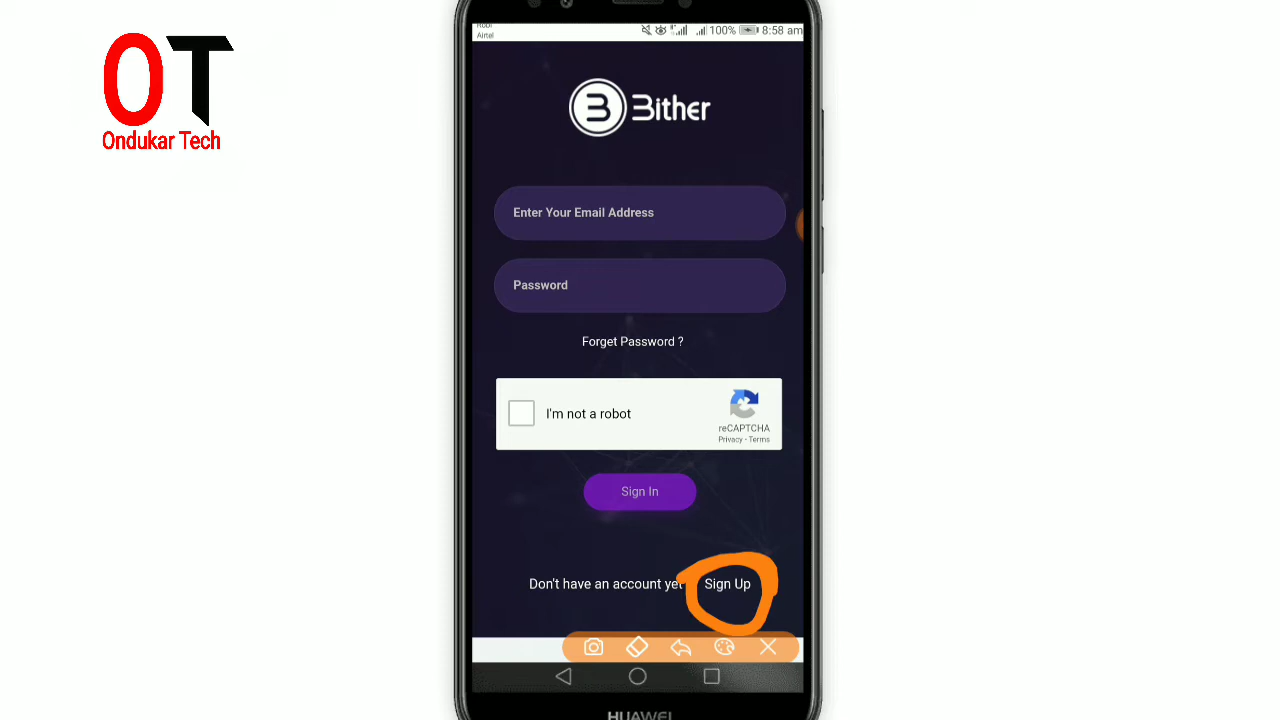 OT
Ondukar Tech
Robi
Airtel
100%
8:58 am
Bither
Enter Your Email Address
Password
Forget Password ?
I'm not a robot
reCAPTCHA
Privacy - Terms
Sign In
Don't have an account yet
Sign Up
HUAWEI